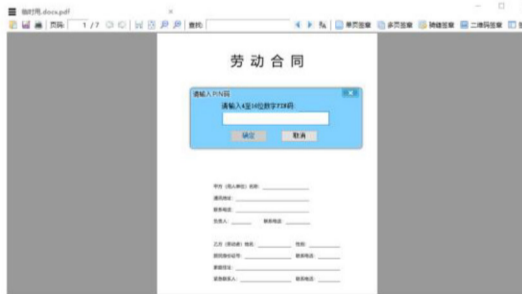 临时用.docx.pdf
页码: 1 / 7 查找: 单页签章 多页签章 骑缝签章 二维码签章
劳动合同
请输入PIN码
请输入4至16位数字PIN码:
确定 取消
甲方（用人单位）名称:
通讯地址:
联系电话:
负责人: 联系电话:
乙方（劳动者）姓名: 性别:
居民身份证号: 联系电话:
家庭住址:
紧急联系人: 联系电话: